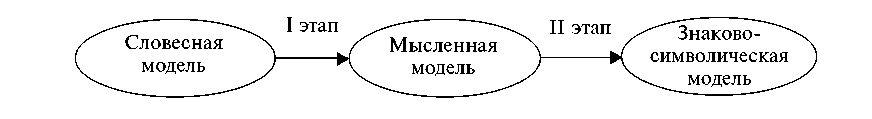 Словесная
модель
I этап
Мысленная
модель
II этап
Знаково-
символическая
модель